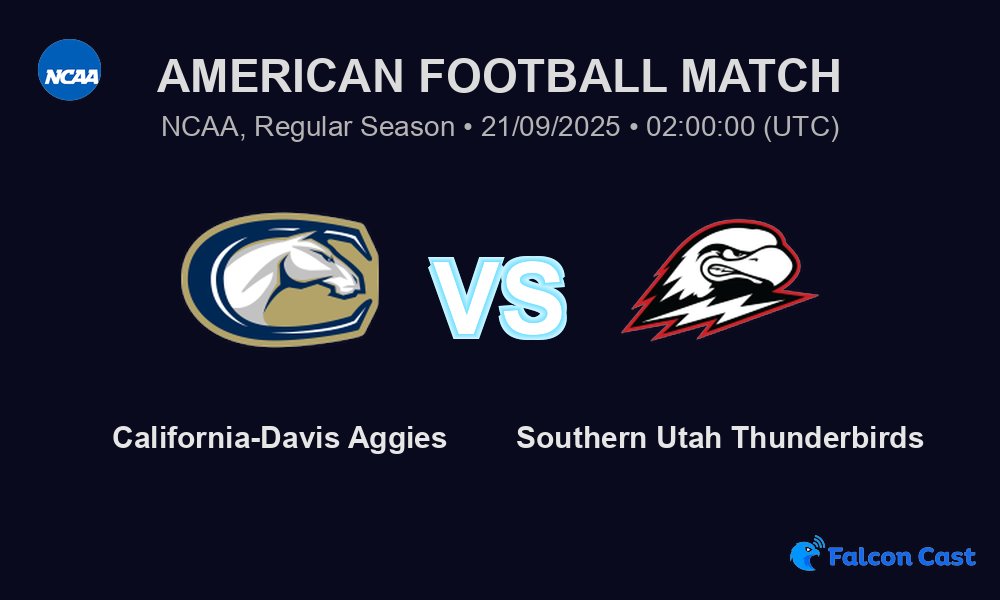 NCAA
AMERICAN FOOTBALL MATCH
NCAA, Regular Season • 21/09/2025 • 02:00:00 (UTC)
VS
California-Davis Aggies
Southern Utah Thunderbirds
Falcon Cast